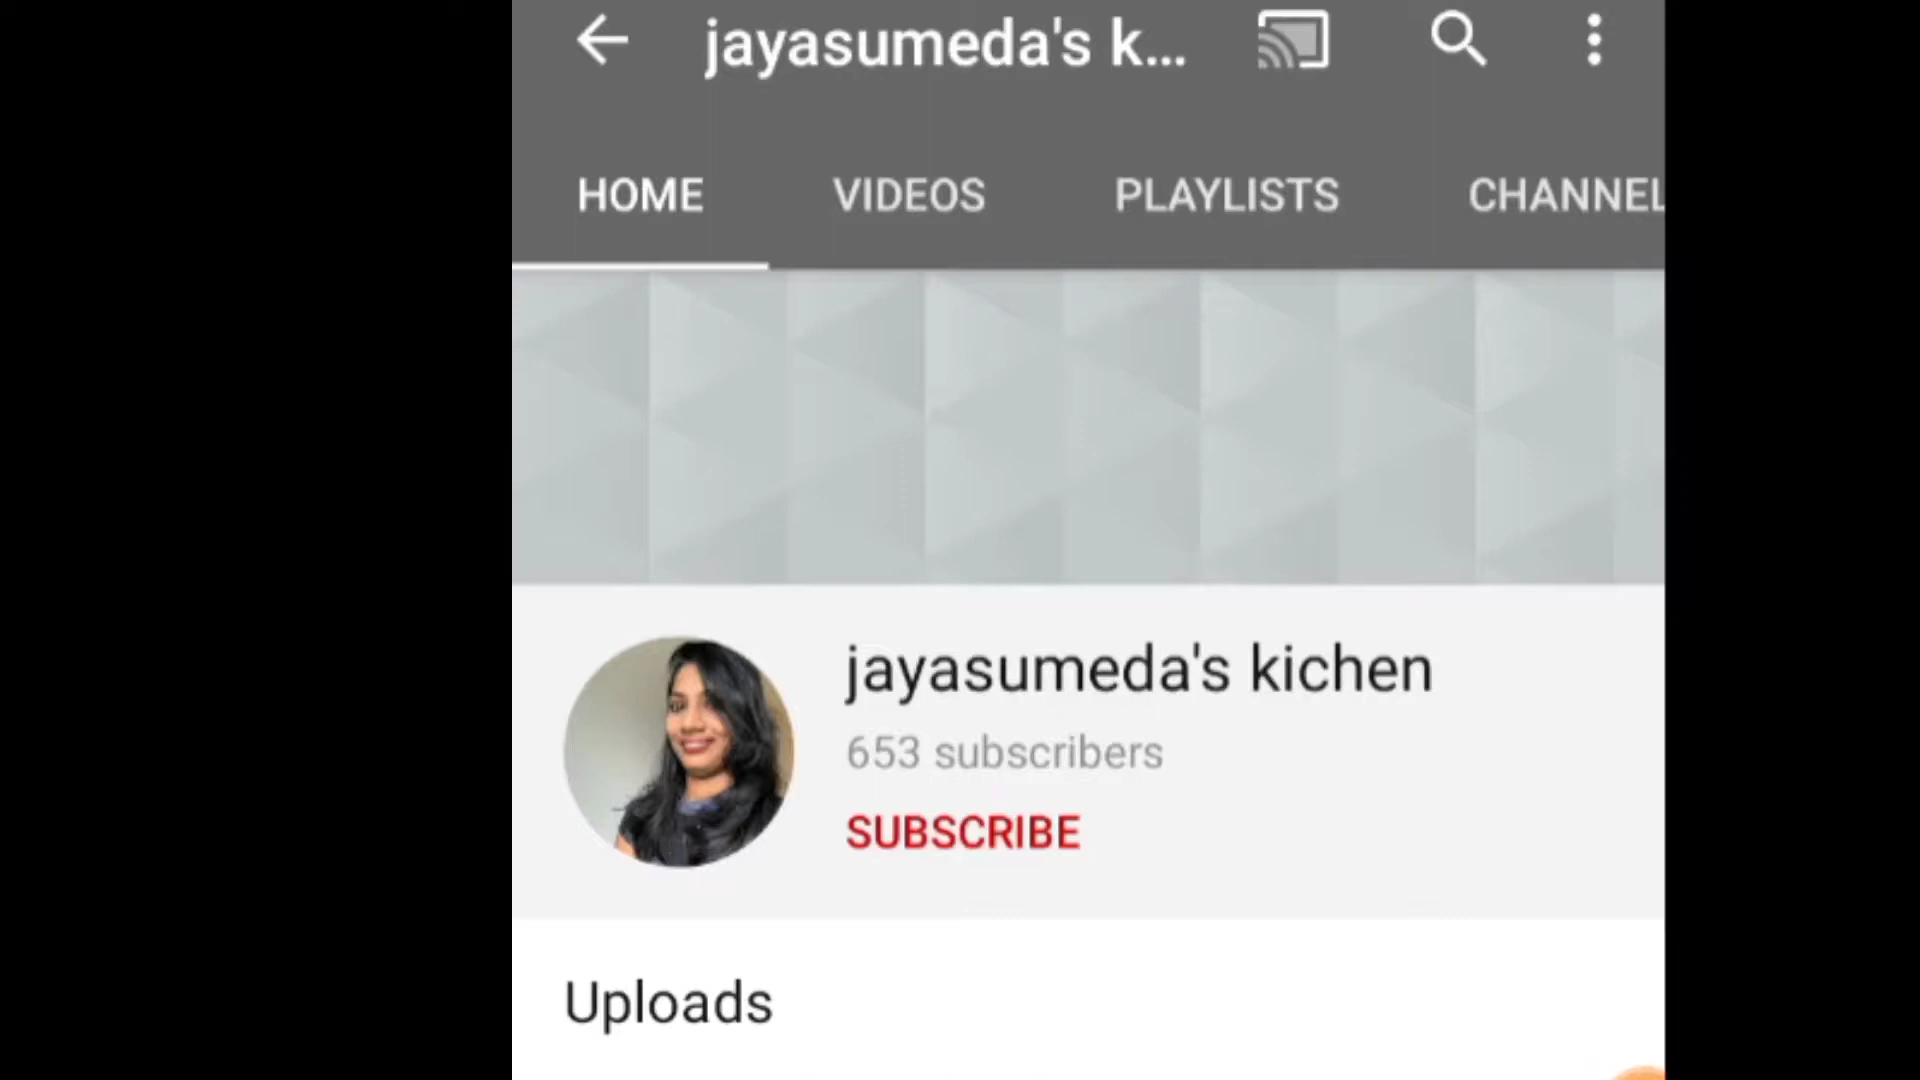 jayasumeda's k...
HOME VIDEOS PLAYLISTS CHANNEL
jayasumeda's kichen
653 subscribers
SUBSCRIBE
Uploads